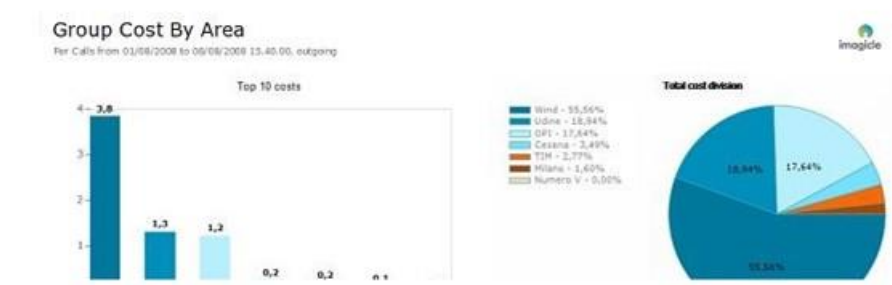 Group Cost By Area
Per Calls from 01/08/2008 to 08/08/2008 15.40.00, outgoing
imagicle
Top 10 costs
4
3,8
3
2
1,3
1,2
1
0,2
0,2
0,1
Wind - 55,56%
Udine - 18,94%
OPI - 17,64%
Cesena - 3,49%
TIM - 2,77%
Milano - 1,60%
Numero V - 0,00%
Total cost division
18,94%
17,64%
55,56%